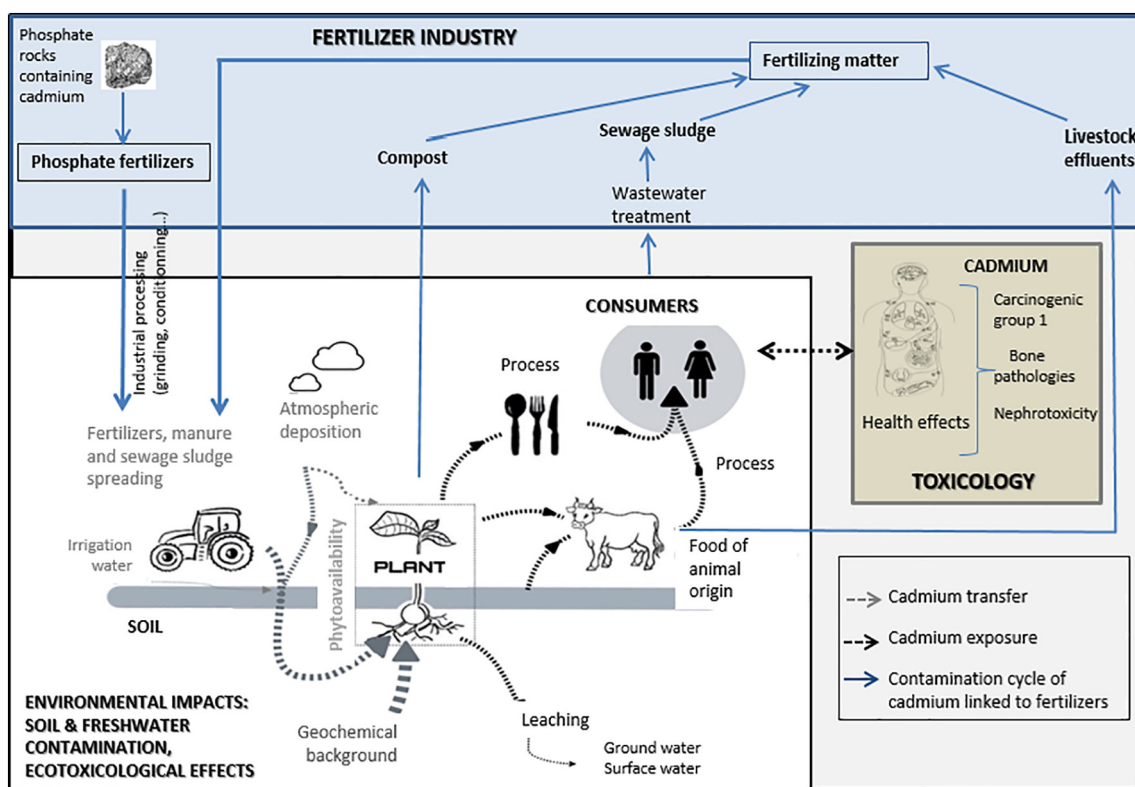 FERTILIZER INDUSTRY
Phosphate
rocks
containing
cadmium
Phosphate fertilizers
Fertilizing matter
Sewage sludge
Compost
Livestock
effluents
Wastewater
treatment
Industrial processing
(grinding, conditionning...)
CONSUMERS
Process
Atmospheric
deposition
Fertilizers, manure
and sewage sludge
spreading
Irrigation
water
Phytoavailability
PLANT
Process
Food of
animal
origin
SOIL
ENVIRONMENTAL IMPACTS:
SOIL & FRESHWATER
CONTAMINATION,
ECOTOXICOLOGICAL EFFECTS
Geochemical
background
Leaching
Ground water
Surface water
CADMIUM
Carcinogenic
group 1
Bone
pathologies
Nephrotoxicity
Health effects
TOXICOLOGY
Cadmium transfer
Cadmium exposure
Contamination cycle of
cadmium linked to fertilizers